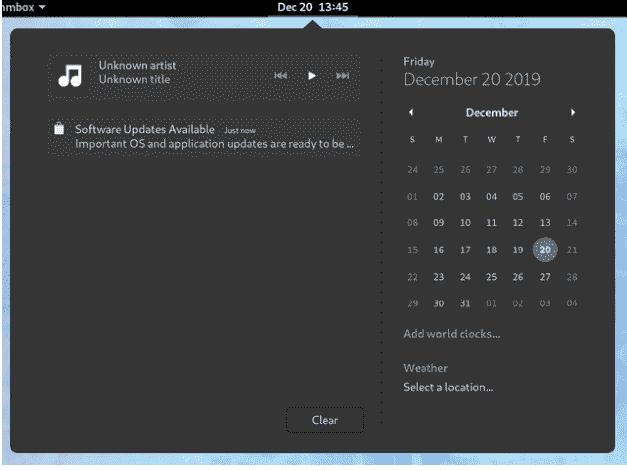 nmbox
Dec 20 13:45
Unknown artist
Unknown title
Software Updates Available Just now
Important OS and application updates are ready to be ...
Clear
Friday
December 20 2019
December
S M T W T F S
24 25 26 27 28 29 30
01 02 03 04 05 06 07
08 09 10 11 12 13 14
15 16 17 18 19 20 21
22 23 24 25 26 27 28
29 30 31 01 02 03 04
Add world clocks...
Weather
Select a location...